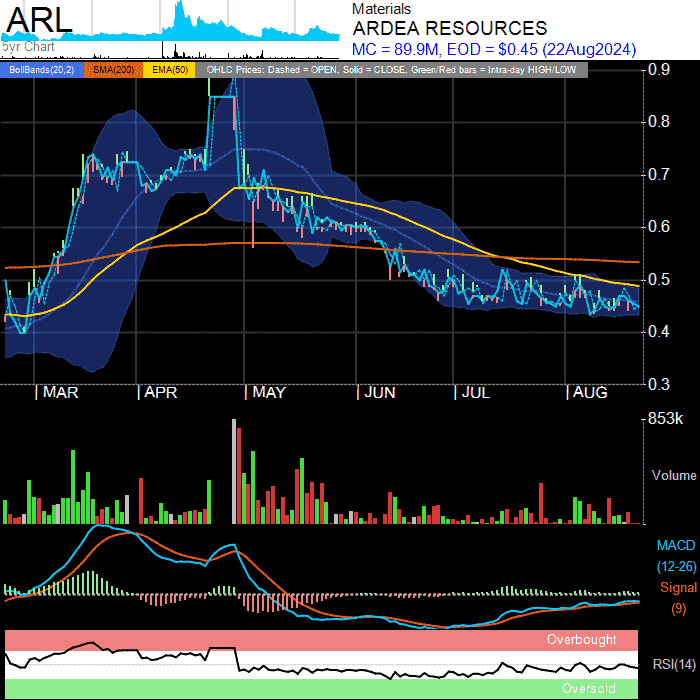 ARL
5yr Chart
Materials
ARDEA RESOURCES
MC = 89.9M, EOD = $0.45 (22Aug2024)
BollBands(20,2) SMA(200) EMA(50) OHLC Prices: Dashed = OPEN, Solid = CLOSE, Green/Red bars = Intra-day HIGH/LOW
0.9
0.8
0.7
0.6
0.5
0.4
0.3
| MAR | APR | MAY | JUN | JUL | AUG
853k
Volume
MACD
(12-26)
Signal
(9)
Overbought
RSI(14)
Oversold